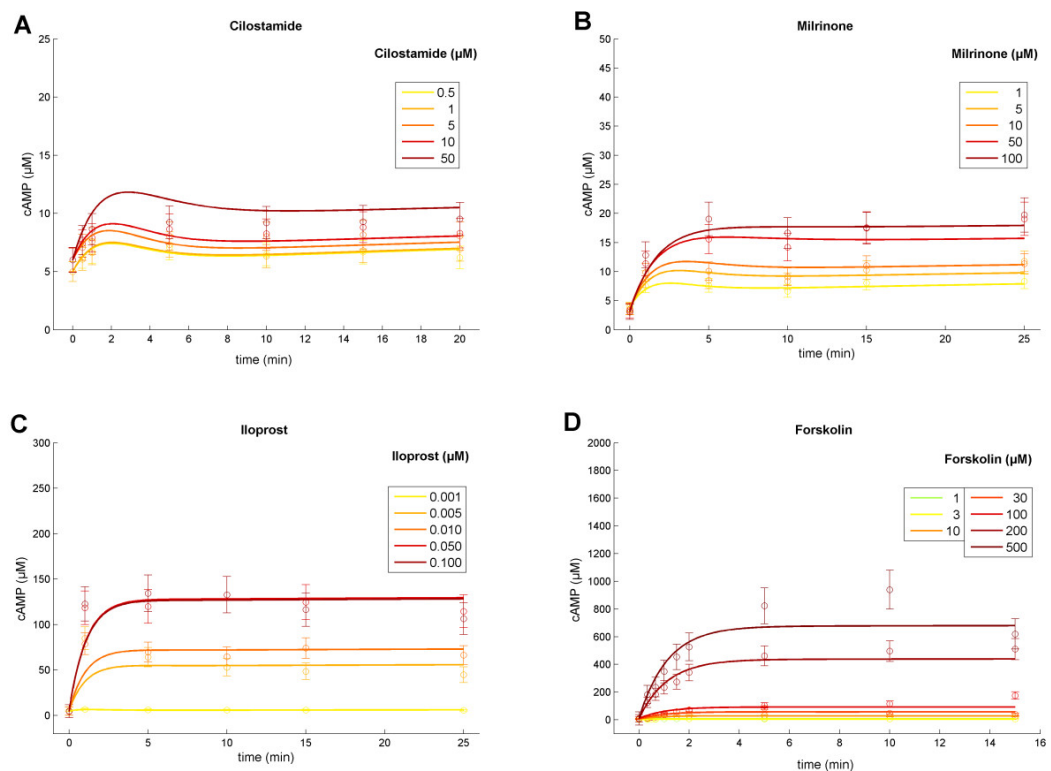 A
Cilostamide
Cilostamide (µM)
0.5
1
5
10
50
25
20
15
10
5
0
cAMP (µM)
0 2 4 6 8 10 12 14 16 18 20
time (min)
B
Milrinone
Milrinone (µM)
1
5
10
50
100
50
45
40
35
30
25
20
15
10
5
0
cAMP (µM)
0 5 10 15 20 25
time (min)
C
Iloprost
Iloprost (µM)
0.001
0.005
0.010
0.050
0.100
300
250
200
150
100
50
0
cAMP (µM)
0 5 10 15 20 25
time (min)
D
Forskolin
Forskolin (µM)
1
3
10
30
100
200
500
2000
1800
1600
1400
1200
1000
800
600
400
200
0
cAMP (µM)
0 2 4 6 8 10 12 14 16
time (min)